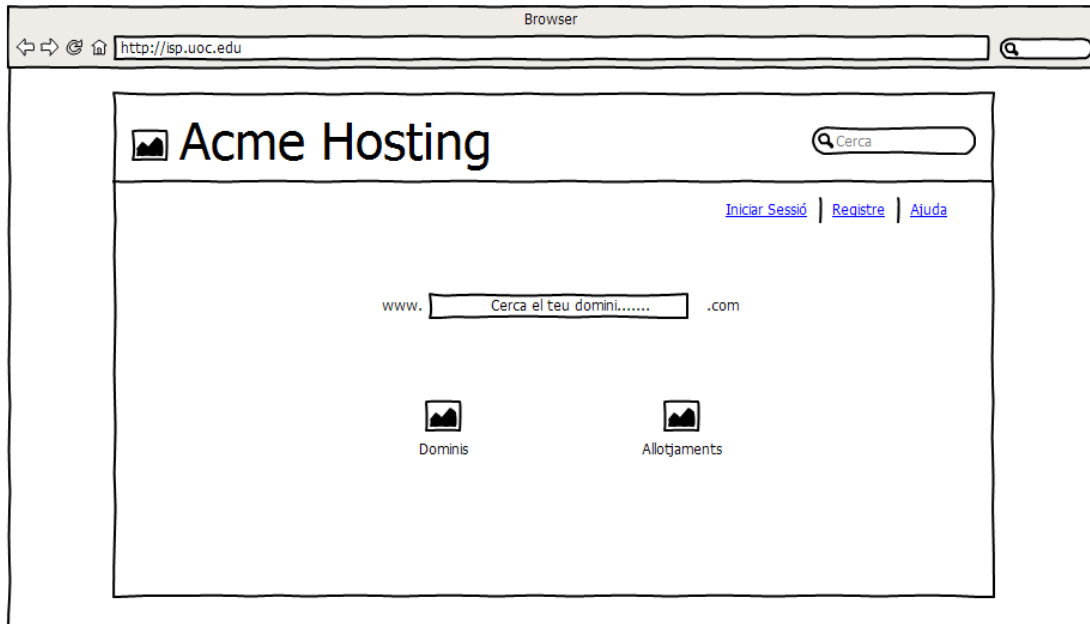 Browser
http://isp.uoc.edu
Acme Hosting
Cerca
Iniciar Sessió Registre Ajuda
www. Cerca el teu domini....... .com
Dominis Allotjaments